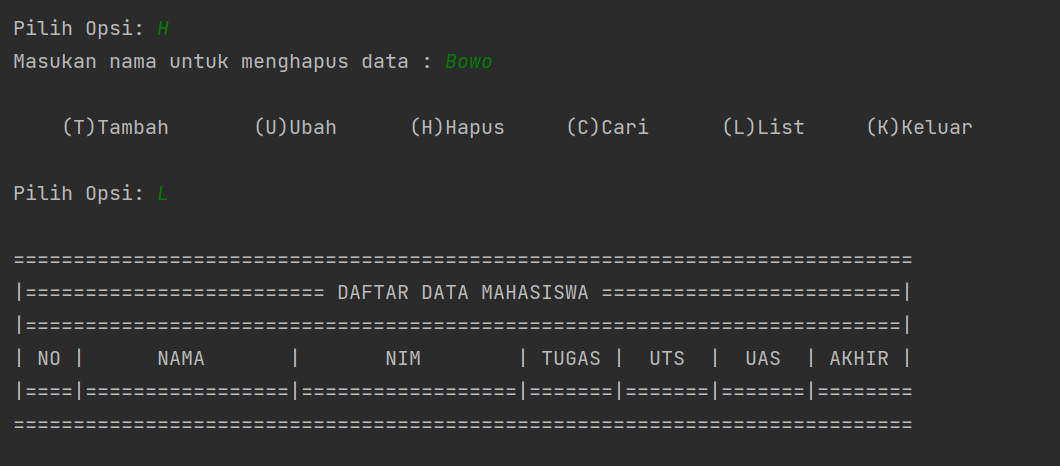 Pilih Opsi: H
Masukan nama untuk menghapus data : Bowo
(T)Tambah (U)Ubah (H)Hapus (C)Cari (L)List (K)Keluar
Pilih Opsi: L
===========================================================================
|========================= DAFTAR DATA MAHASISWA =========================|
|=========================================================================|
| NO |      NAMA       |       NIM        | TUGAS |  UTS  |  UAS  | AKHIR |
|====|=================|==================|=======|=======|=======|========
===========================================================================